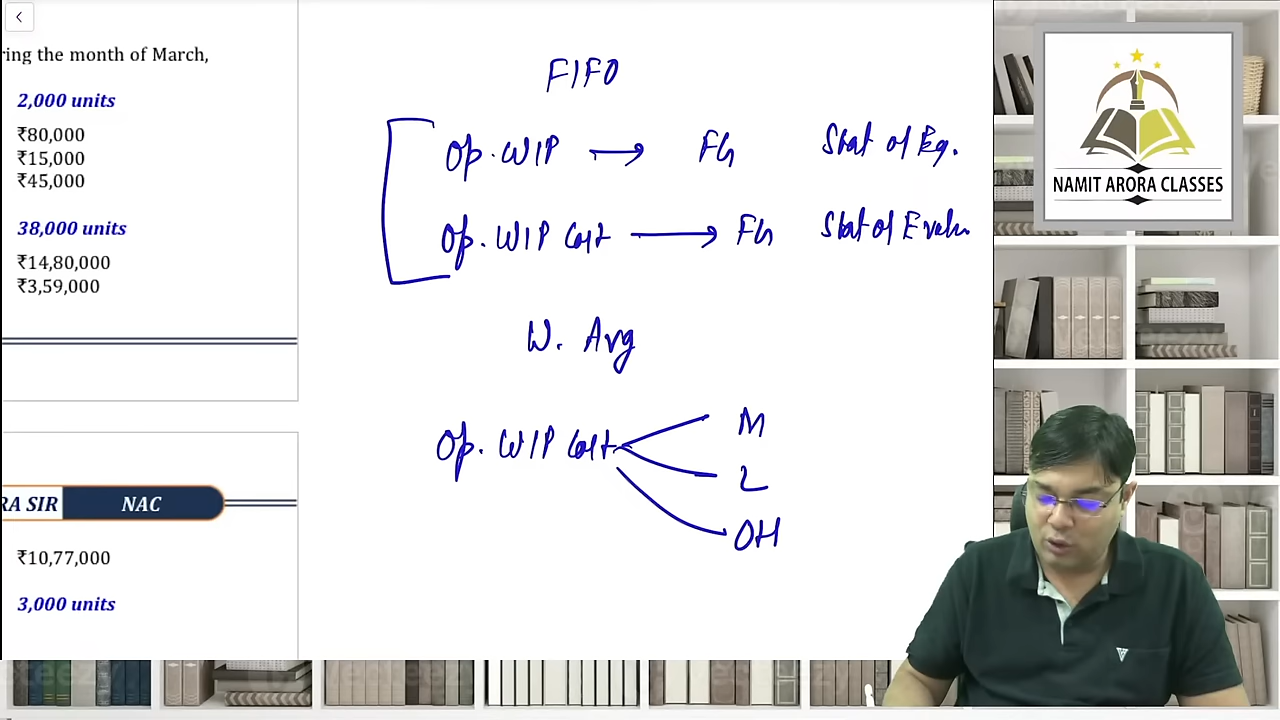 ring the month of March,
2,000 units
₹80,000
₹15,000
₹45,000
38,000 units
₹14,80,000
₹3,59,000
RA SIR NAC
₹10,77,000
3,000 units
FIFO
Op. WIP → FG Stat of Eq.
Op. WIP Cost → FG Stat of Evalu.
W. Avg
Op. WIP Cost
M
L
OH
NAMIT ARORA CLASSES